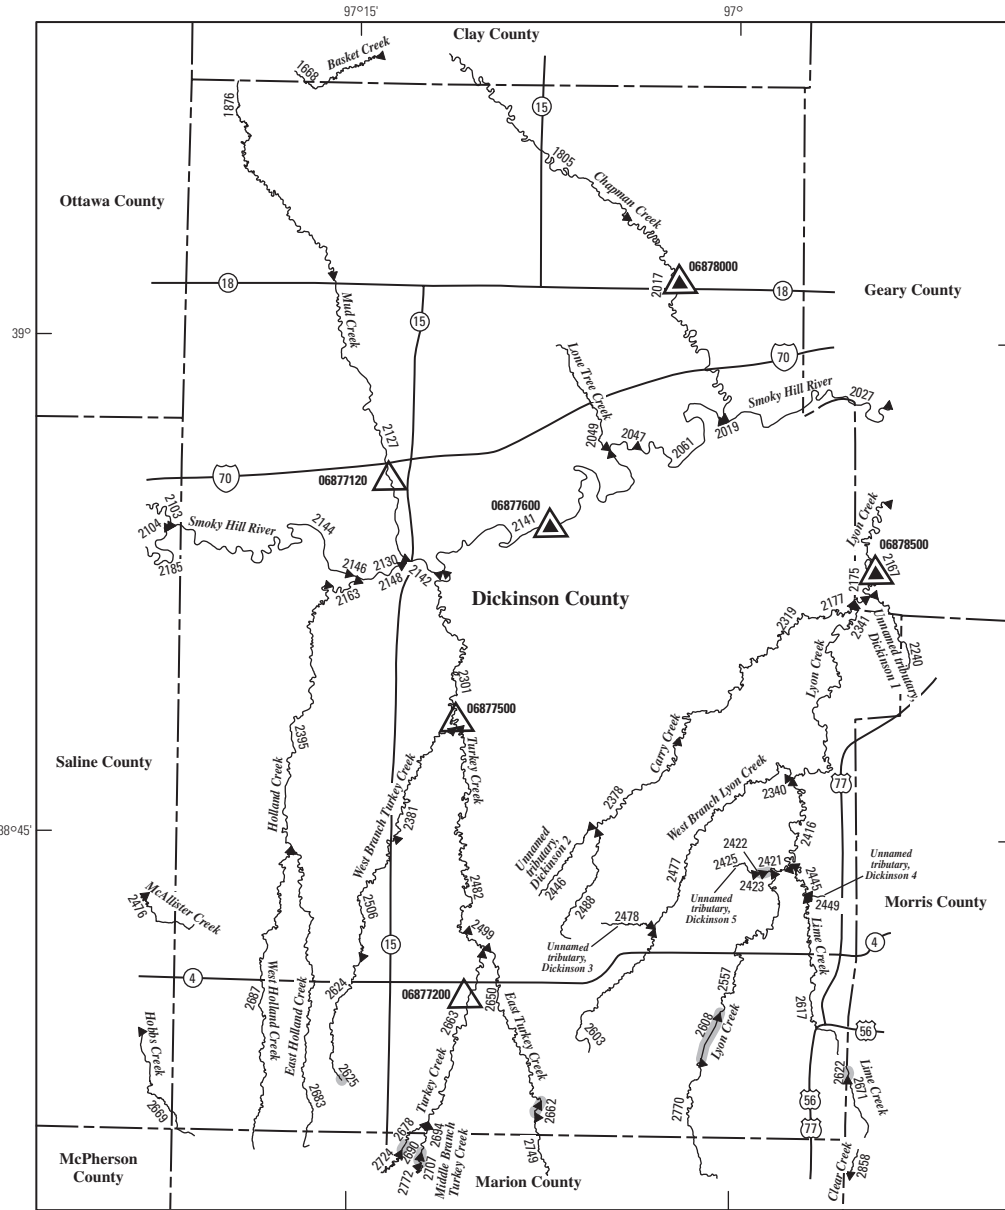 97°15'
97°
Clay County
Basket Creek
1668
1876
15
1805
Chapman Creek
Ottawa County
06878000
2017
18
18
Geary County
Mud Creek
15
39°
70
Lone Tree Creek
Smoky Hill River
2027
2019
2049
2047
2061
2127
70
06877120
06877600
2141
Lyon Creek
2103
2104
Smoky Hill River
2144
2185
06878500
2167
2175
2146
2130
2148
2142
2163
Dickinson County
2177
2319
2341
Unnamed tributary,
Dickinson 1
2240
Lyon Creek
2301
06877500
2395
Turkey Creek
Carry Creek
Saline County
Holland Creek
West Branch Turkey Creek
2381
2378
West Branch Lyon Creek
2340
77
38°45'
2416
Unnamed
tributary,
Dickinson 2
2446
2488
2477
2422
2421
2425
2423
2445
2449
Unnamed
tributary,
Dickinson 4
Unnamed
tributary,
Dickinson 5
Morris County
McAllister Creek
2476
2482
2506
2499
2478
Unnamed
tributary,
Dickinson 3
Lime Creek
15
4
4
06877200
2624
2650
2663
2687
West Holland Creek
East Holland Creek
2557
2617
2608
Lyon Creek
2603
56
Hobbs Creek
2669
2625
2683
East Turkey Creek
Turkey Creek
2662
2622
2671
Lime Creek
2770
56
77
2678
2694
2724
2690
2772
2707
Middle Branch
Turkey Creek
2749
McPherson
County
Marion County
Clear Creek
2858